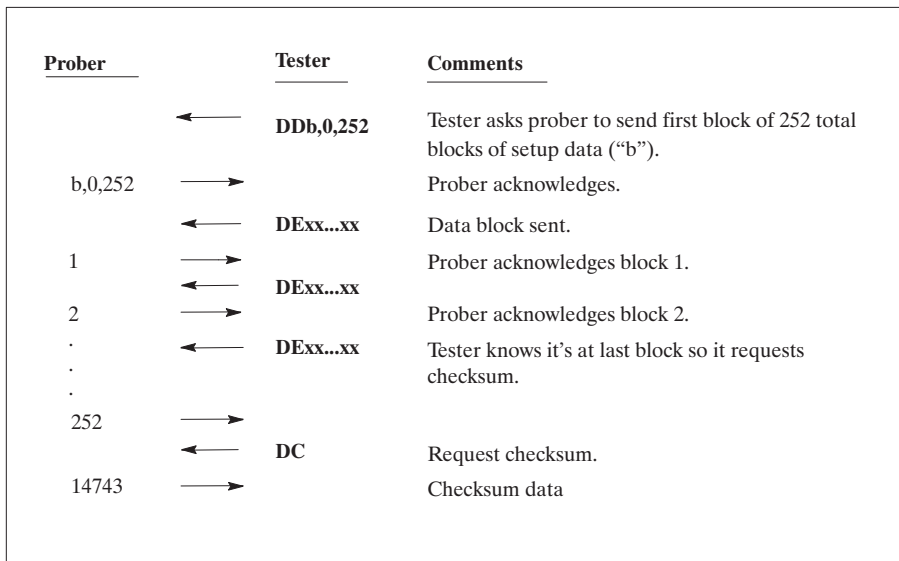 Prober Tester Comments
DDb,0,252 Tester asks prober to send first block of 252 total
blocks of setup data (“b”).
b,0,252 Prober acknowledges.
DExx...xx Data block sent.
1 Prober acknowledges block 1.
DExx...xx
2 Prober acknowledges block 2.
. DExx...xx Tester knows it's at last block so it requests
. checksum.
.
252
DC Request checksum.
14743 Checksum data